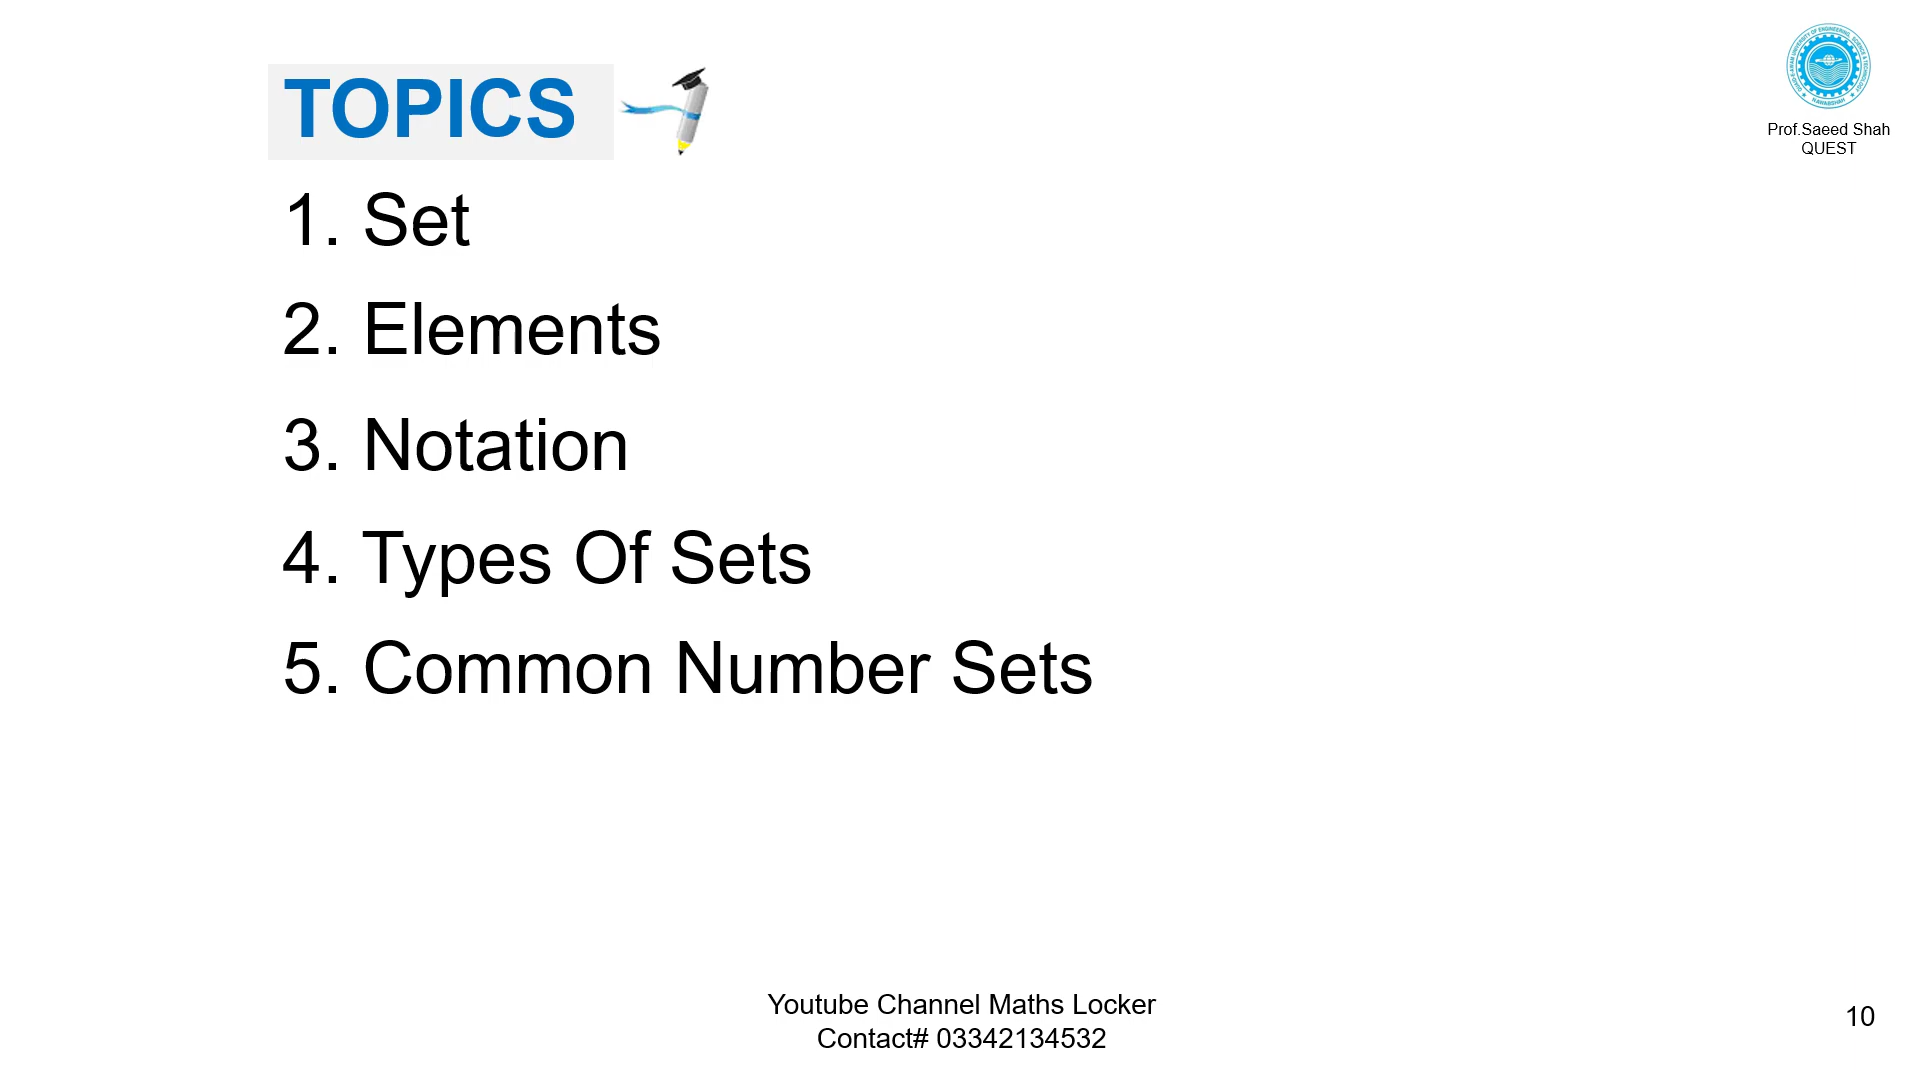 TOPICS
Prof.Saeed Shah
QUEST
1. Set
2. Elements
3. Notation
4. Types Of Sets
5. Common Number Sets
Youtube Channel Maths Locker
Contact# 03342134532
10